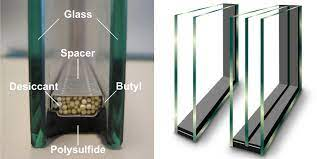 Glass
Spacer
Desiccant
Butyl
Polysulfide